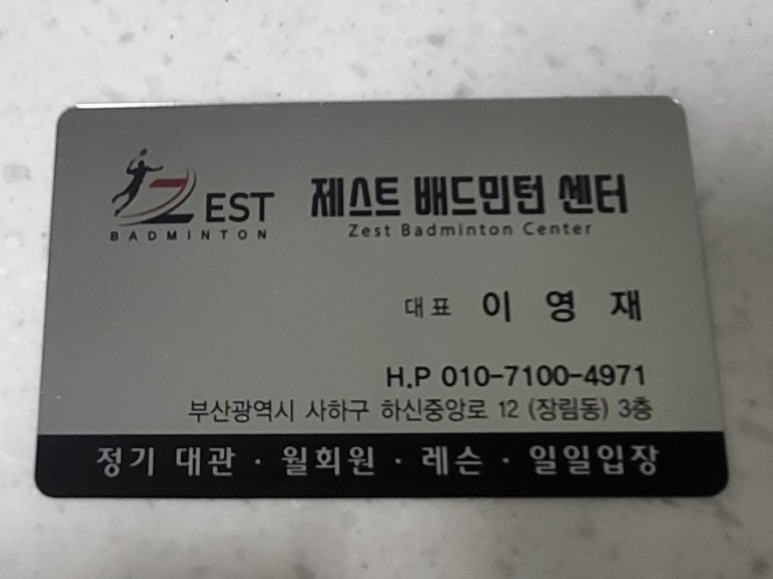 ZEST
BADMINTON
제스트 배드민턴 센터
Zest Badminton Center
대표 이 영 재
H.P 010-7100-4971
부산광역시 사하구 하신중앙로 12 (장림동) 3층
정기 대관 · 월회원 · 레슨 · 일일입장